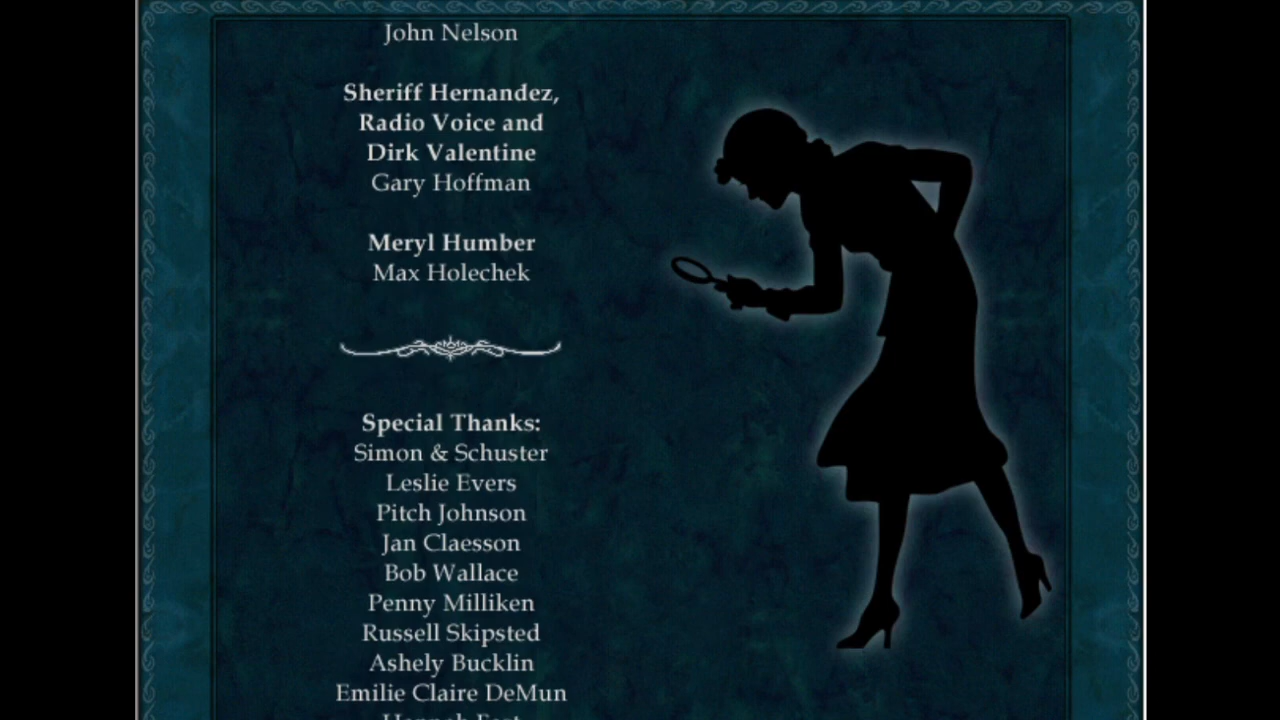 John Nelson
Sheriff Hernandez,
Radio Voice and
Dirk Valentine
Gary Hoffman
Meryl Humber
Max Holechek
Special Thanks:
Simon & Schuster
Leslie Evers
Pitch Johnson
Jan Claesson
Bob Wallace
Penny Milliken
Russell Skipsted
Ashely Bucklin
Emilie Claire DeMun